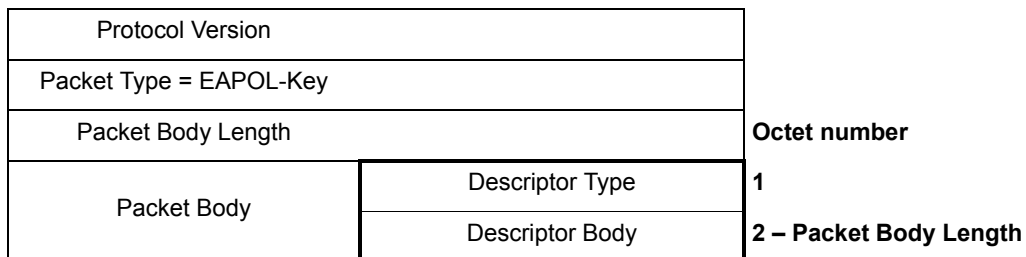 Protocol Version
Packet Type = EAPOL-Key
Packet Body Length
Octet number
Packet Body
Descriptor Type
1
Descriptor Body
2 – Packet Body Length